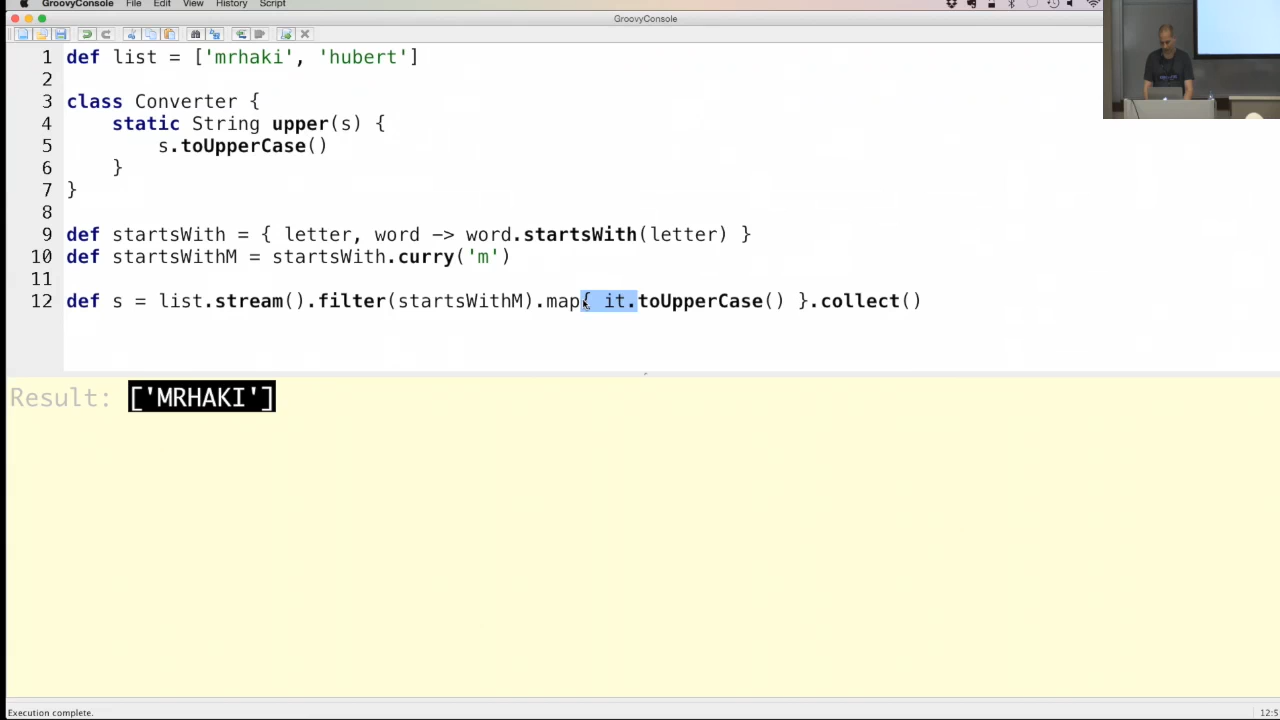 GroovyConsole File Edit View History Script
GroovyConsole
1 def list = ['mrhaki', 'hubert']
2
3 class Converter {
4 static String upper(s) {
5 s.toUpperCase()
6 }
7 }
8
9 def startsWith = { letter, word -> word.startsWith(letter) }
10 def startsWithM = startsWith.curry('m')
11
12 def s = list.stream().filter(startsWithM).map{ it.toUpperCase() }.collect()
Result: ['MRHAKI']
Execution complete.
12:5